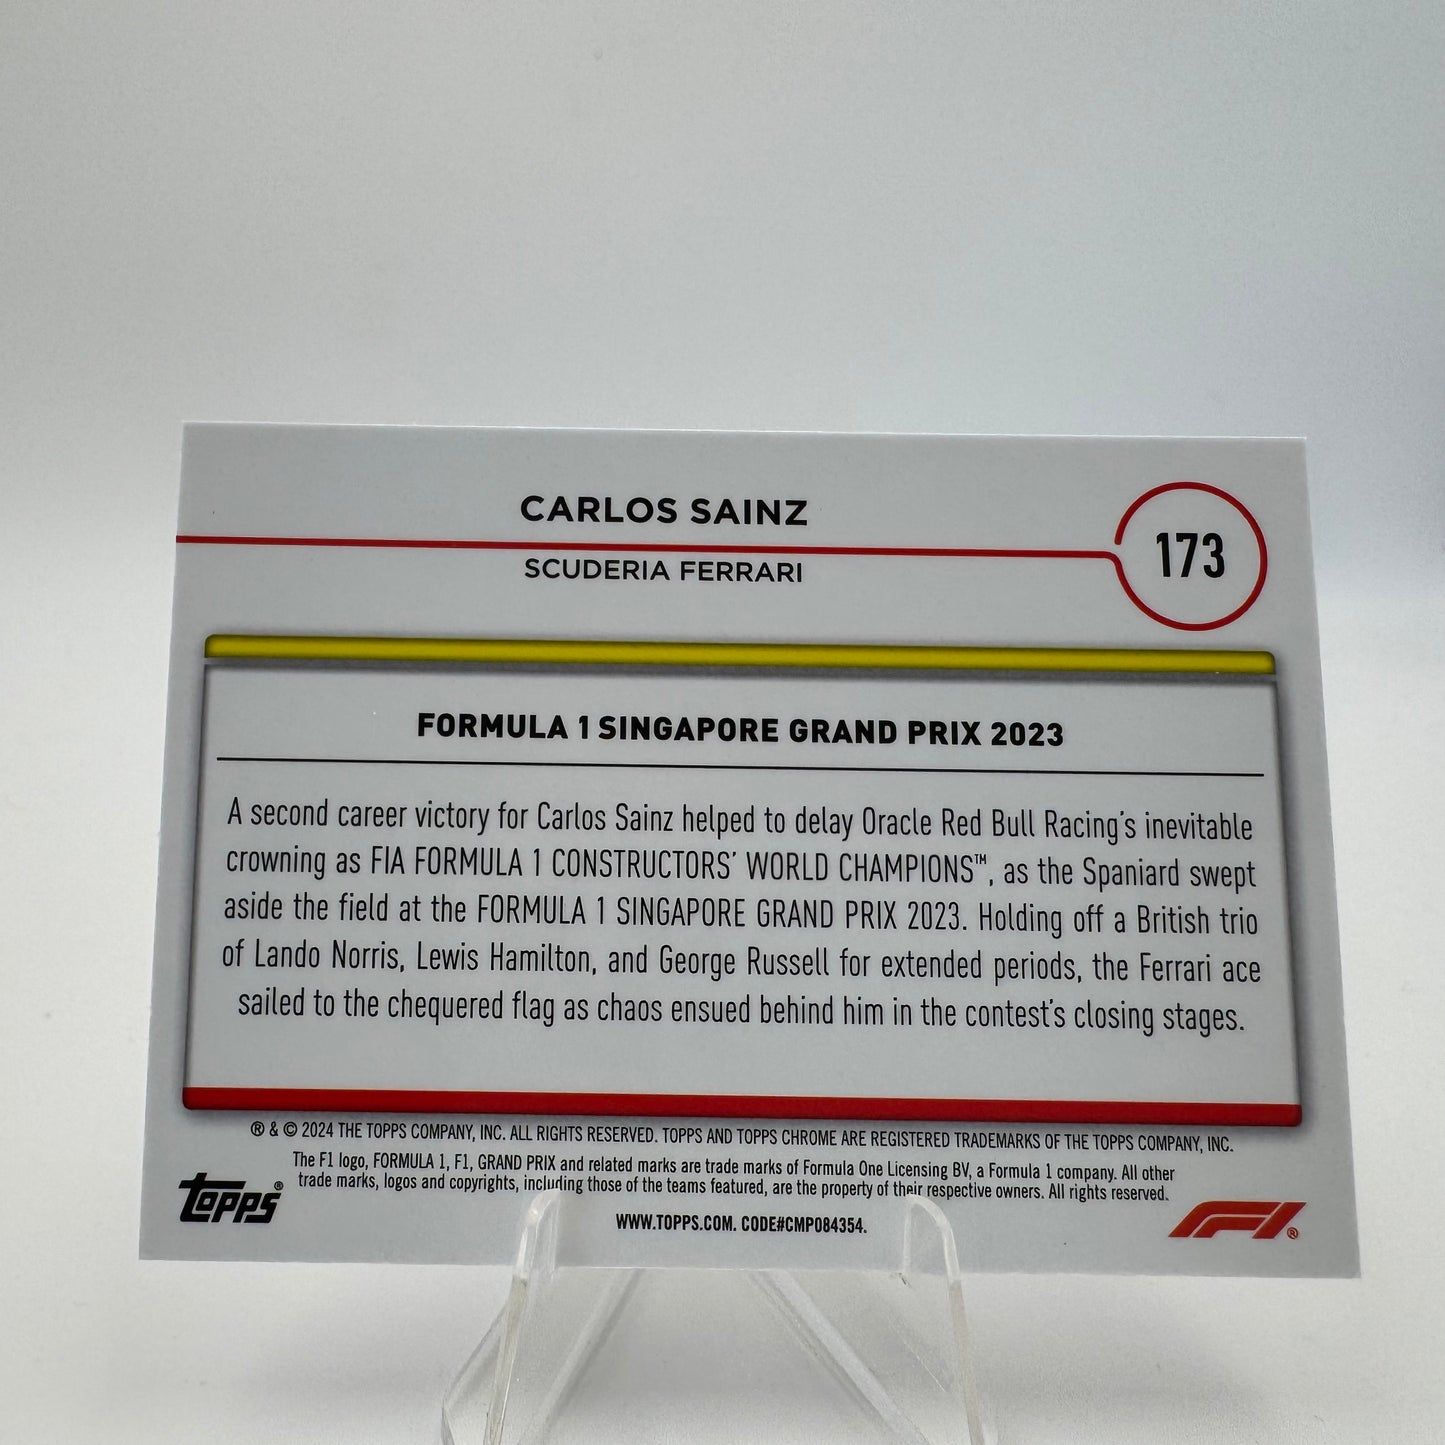 CARLOS SAINZ
173
SCUDERIA FERRARI
FORMULA 1 SINGAPORE GRAND PRIX 2023
A second career victory for Carlos Sainz helped to delay Oracle Red Bull Racing's inevitable
crowning as FIA FORMULA 1 CONSTRUCTORS' WORLD CHAMPIONS™, as the Spaniard swept
aside the field at the FORMULA 1 SINGAPORE GRAND PRIX 2023. Holding off a British trio
of Lando Norris, Lewis Hamilton, and George Russell for extended periods, the Ferrari ace
sailed to the chequered flag as chaos ensued behind him in the contest's closing stages.
® & © 2024 THE TOPPS COMPANY, INC. ALL RIGHTS RESERVED. TOPPS AND TOPPS CHROME ARE REGISTERED TRADEMARKS OF THE TOPPS COMPANY, INC.
The F1 logo, FORMULA 1, F1, GRAND PRIX and related marks are trade marks of Formula One Licensing BV, a Formula 1 company. All other
trade marks, logos and copyrights, including those of the teams featured, are the property of their respective owners. All rights reserved.
topps®
WWW.TOPPS.COM. CODE#CMP084354.
F1®